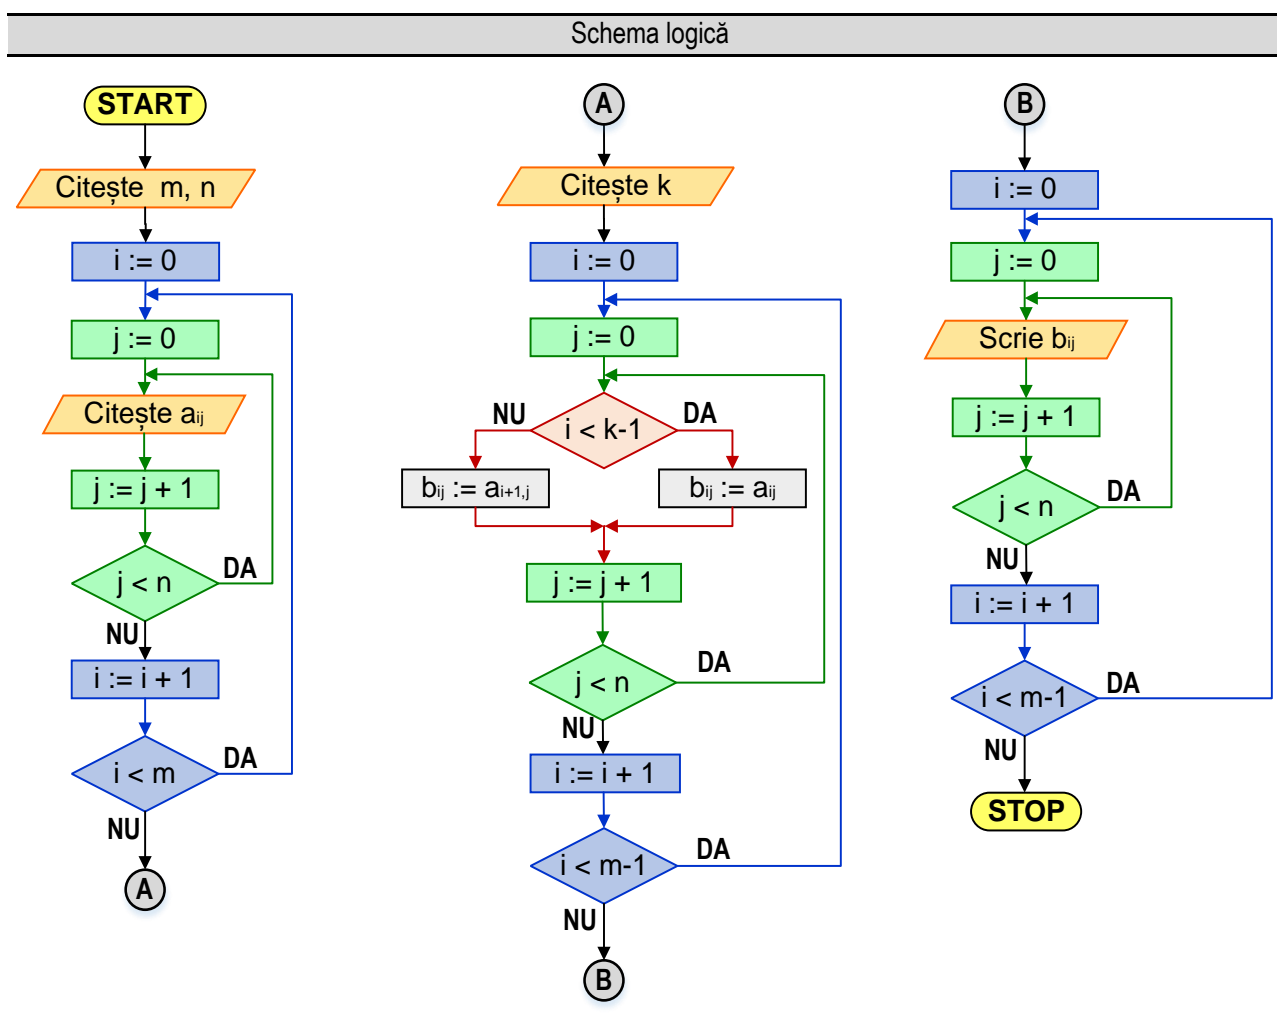 Schema logică
START
Citește m, n
i := 0
j := 0
Citește aij
j := j + 1
j < n
DA
NU
i := i + 1
i < m
DA
NU
A
A
Citește k
i := 0
j := 0
NU
DA
i < k-1
bij := ai+1,j
bij := aij
j := j + 1
j < n
DA
NU
i := i + 1
i < m-1
DA
NU
B
B
i := 0
j := 0
Scrie bij
j := j + 1
j < n
DA
NU
i := i + 1
i < m-1
DA
NU
STOP